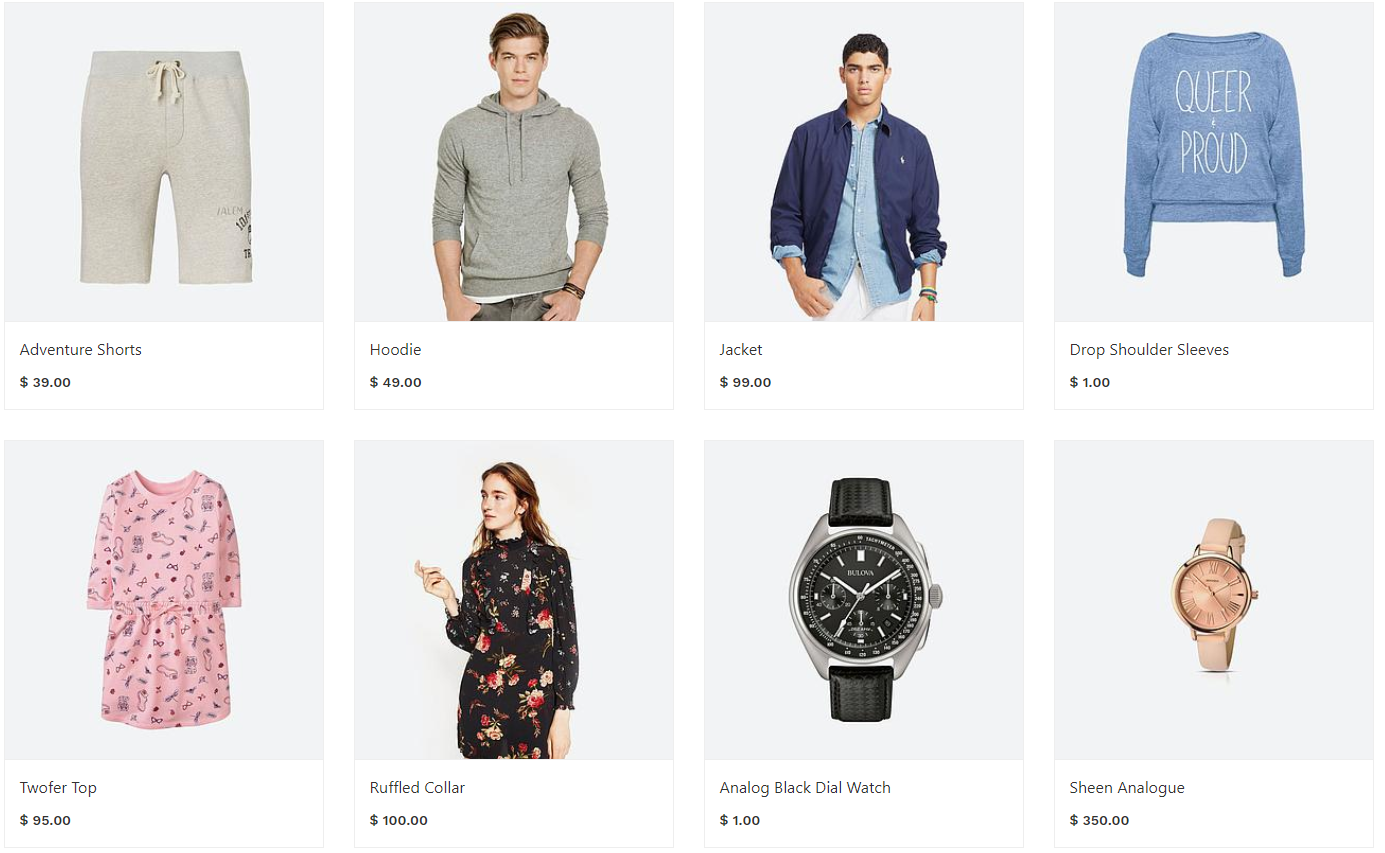 QUEER
&
PROUD
Adventure Shorts
$ 39.00
Hoodie
$ 49.00
Jacket
$ 99.00
Drop Shoulder Sleeves
$ 1.00
TACHYMETER
BULOVA
Twofer Top
$ 95.00
Ruffled Collar
$ 100.00
Analog Black Dial Watch
$ 1.00
Sheen Analogue
$ 350.00